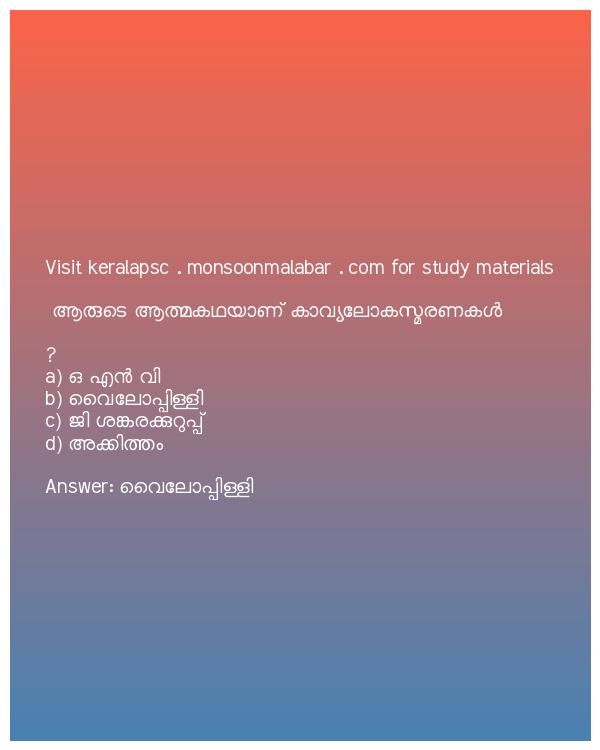 Visit keralapsc . monsoonmalabar . com for study materials
ആരുടെ ആത്മകഥയാണ് കാവ്യലോകസ്മരണകൾ
?
a) ഒ എൻ വി
b) വൈലോപ്പിള്ളി
c) ജി ശങ്കരക്കുറുപ്പ്
d) അക്കിത്തം
Answer: വൈലോപ്പിള്ളി